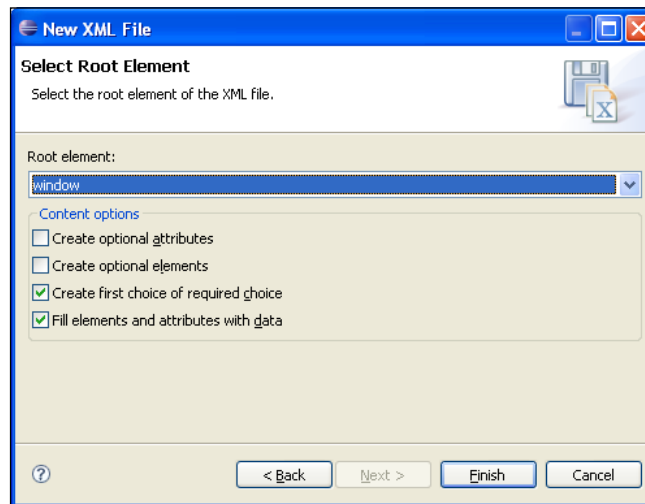 New XML File
Select Root Element
Select the root element of the XML file.
X
Root element:
window
Content options
Create optional attributes
Create optional elements
Create first choice of required choice
Fill elements and attributes with data
?
< Back
Next >
Finish
Cancel